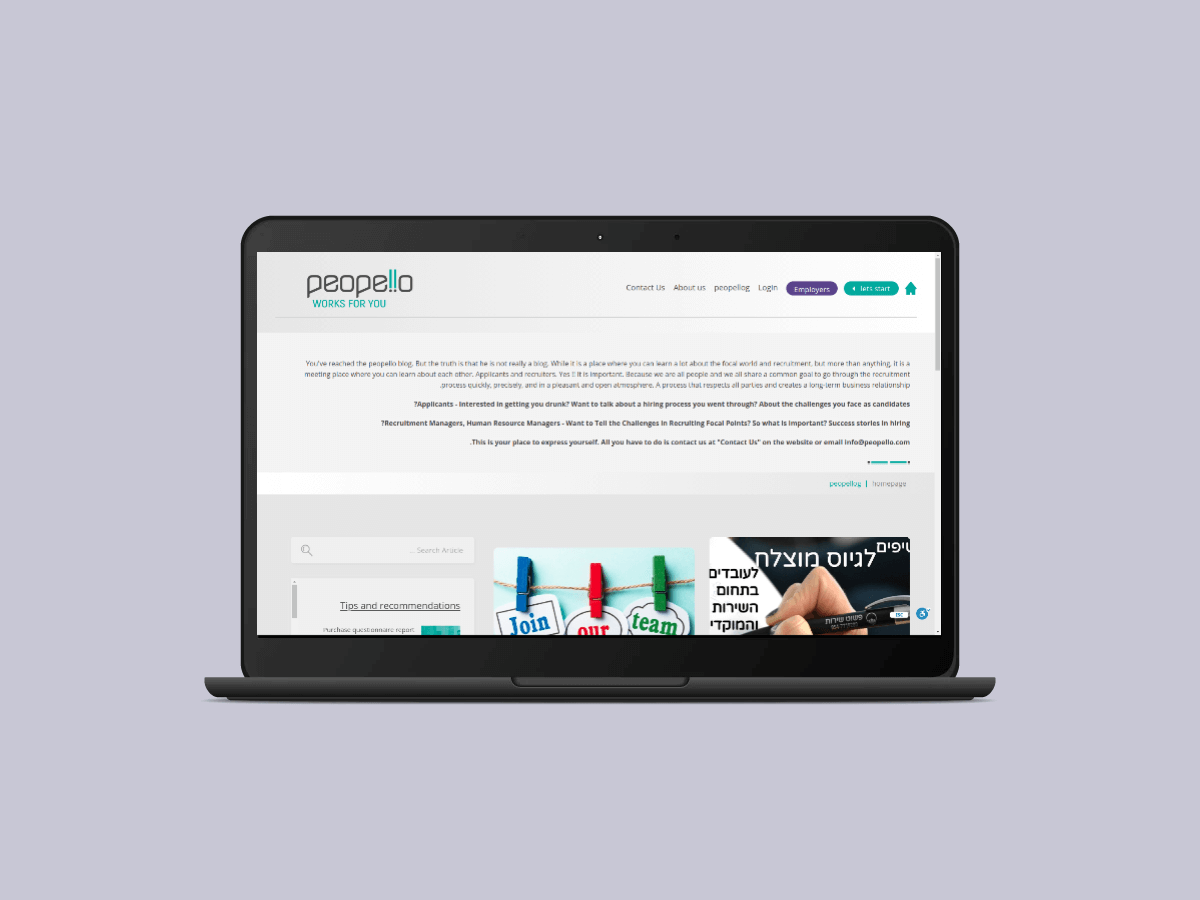 peopello
WORKS FOR YOU
Contact Us About us peopellog Login Employers lets start
You've reached the peopello blog. But the truth is that he is not really a blog. While it is a place where you can learn a lot about the focal world and recruitment, but more than anything, it is a
meeting place where you can learn about each other. Applicants and recruiters. Yes It is important. Because we are all people and we all share a common goal to go through the recruitment
.process quickly, precisely, and in a pleasant and open atmosphere. A process that respects all parties and creates a long-term business relationship
?Applicants - Interested in getting you drunk? Want to talk about a hiring process you went through? About the challenges you face as candidates
?Recruitment Managers, Human Resource Managers - Want to Tell the Challenges in Recruiting Focal Points? So what is important? Success stories in hiring
.This is your place to express yourself. All you have to do is contact us at "Contact Us" on the website or email info@peopello.com
peopellog | homepage
... Search Article
Tips and recommendations
Purchase questionnaire report
Join
our
team
טיפים
לגיוס מוצלח
לעובדים
בתחום
השירות
והמוקדי
פשוט שירות
ESC